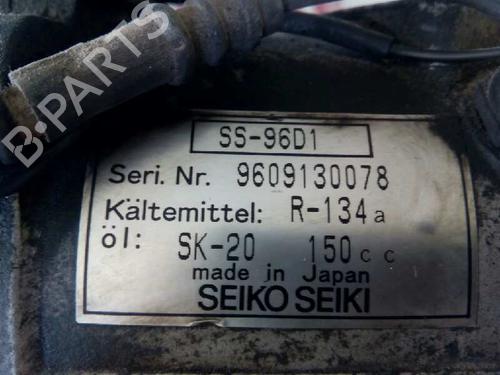 B-PARTS
SS-96D1
Seri. Nr. 9609130078
Kältemittel: R-134a
öl: SK-20 150cc
made in Japan
SEIKO SEIKI